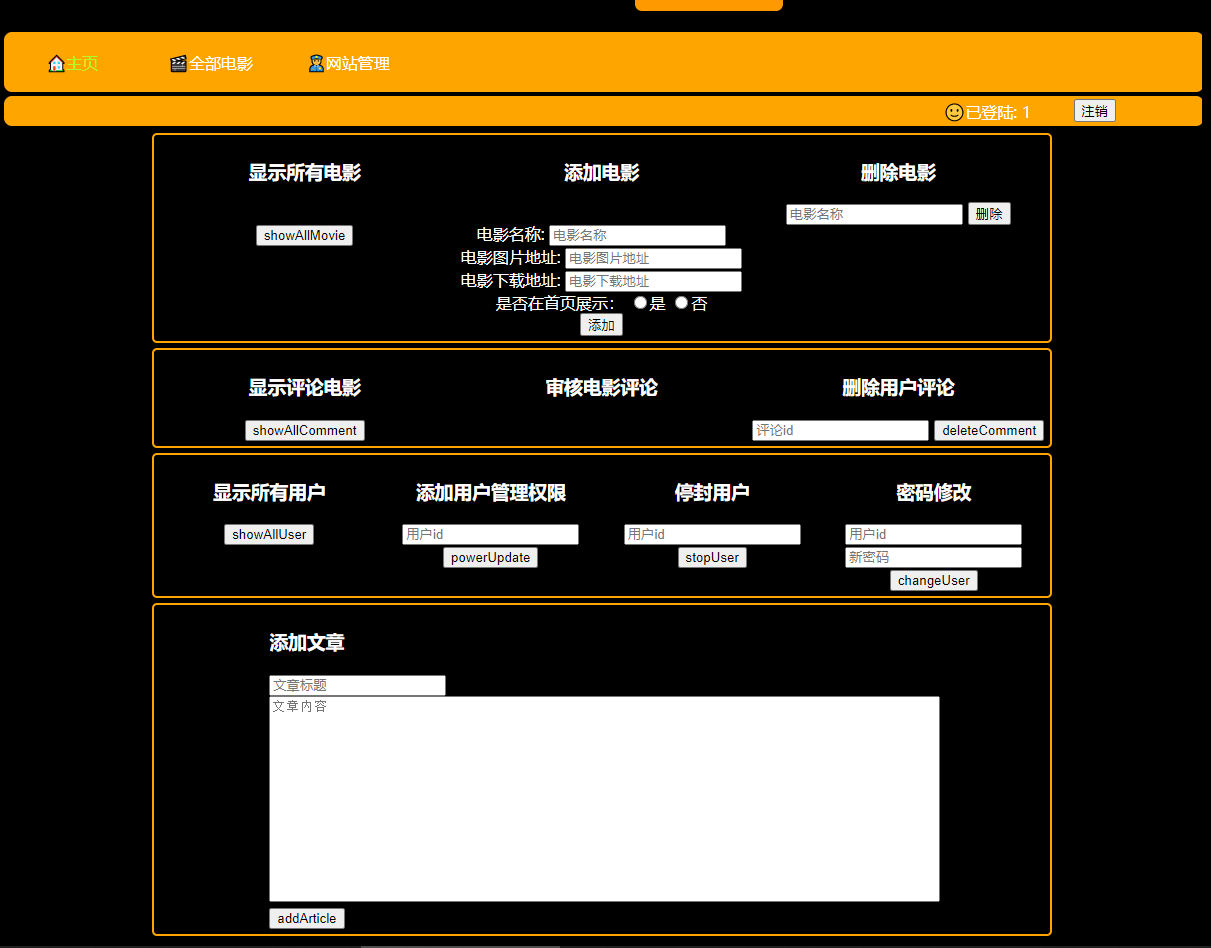 主页 全部电影 网站管理
已登陆: 1 注销
显示所有电影 添加电影 删除电影
电影名称 删除
showAllMovie 电影名称: 电影名称
电影图片地址: 电影图片地址
电影下载地址: 电影下载地址
是否在首页展示： 是 否
添加
显示评论电影 审核电影评论 删除用户评论
showAllComment 评论id deleteComment
显示所有用户 添加用户管理权限 停封用户 密码修改
showAllUser 用户id 用户id 用户id
powerUpdate stopUser 新密码
changeUser
添加文章
文章标题
文章内容
addArticle